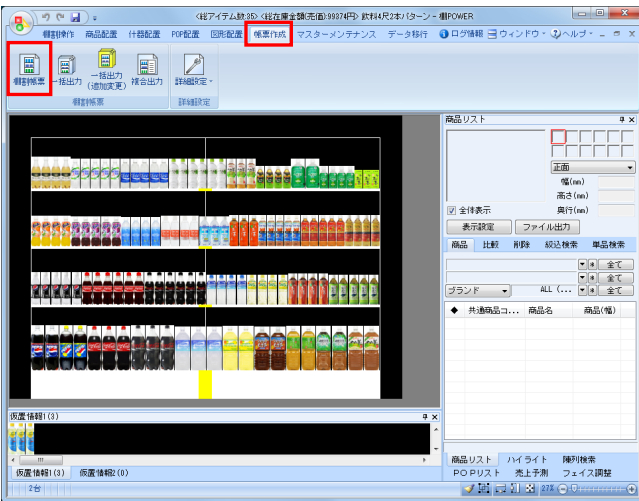 <総アイテム数:35> <総在庫金額(売価):99374円> 飲料4尺2本パターン - 棚POWER
棚割操作 商品配置 什器配置 POP配置 図形配置 帳票作成 マスターメンテナンス データ移行 ログ情報 ウィンドウ ヘルプ
棚割帳票 一括出力 一括出力(追加変更) 複合出力 詳細設定
棚割帳票 詳細設定
商品リスト
正面
幅(mm)
高さ(mm)
全体表示 奥行(mm)
表示設定 ファイル出力
商品 比較 削除 絞込検索 単品検索
* 全て
* 全て
ブランド ALL (... * 全て
◆ 共通商品コ... 商品名 商品(幅)
仮置情報1(3)
仮置情報1(3) 仮置情報2(0)
商品リスト ハイライト 陳列検索
POPリスト 売上予測 フェイス調整
2台 27%